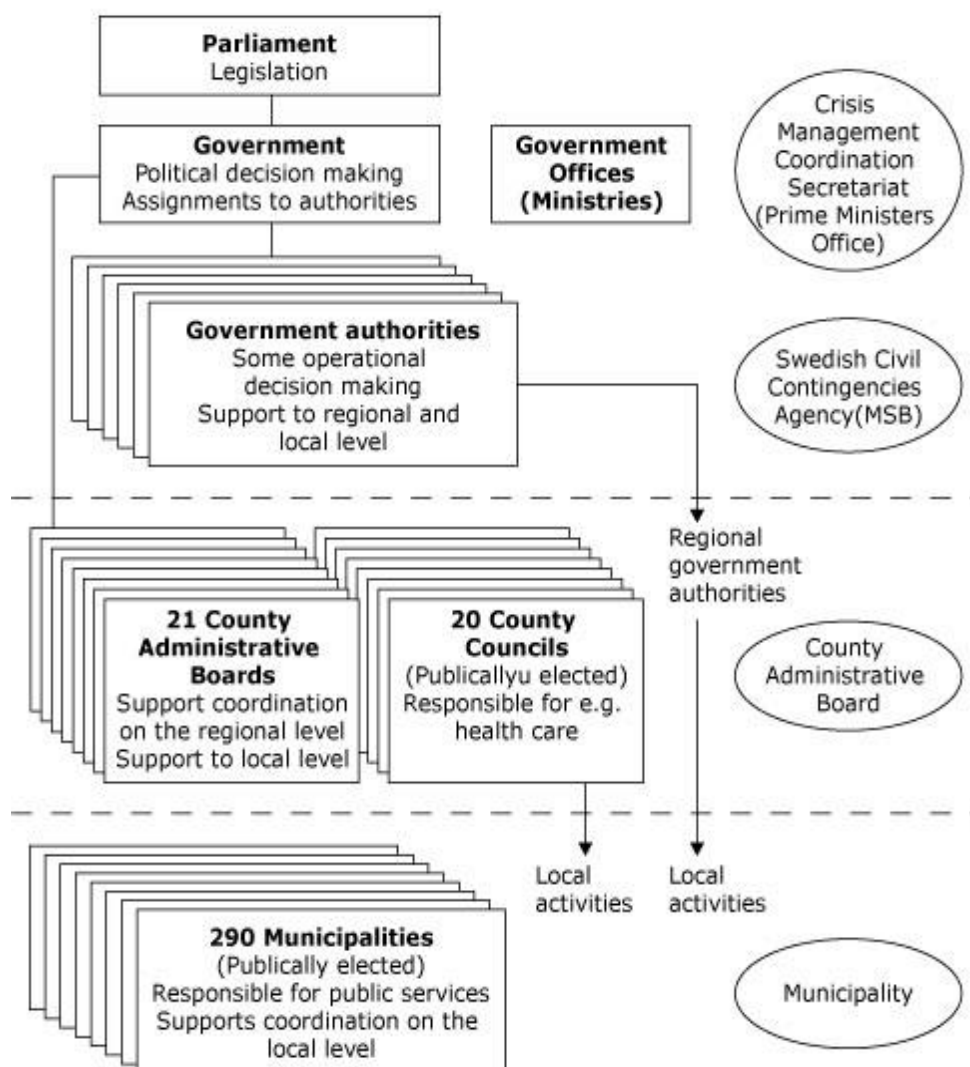 Parliament
Legislation
Government
Political decision making
Assignments to authorities
Government
Offices
(Ministries)
Crisis
Management
Coordination
Secretariat
(Prime Ministers
Office)
Government authorities
Some operational
decision making
Support to regional and
local level
Swedish Civil
Contingencies
Agency(MSB)
21 County
Administrative
Boards
Support coordination
on the regional level
Support to local level
20 County
Councils
(Publicallyu elected)
Responsible for e.g.
health care
Regional
government
authorities
County
Administrative
Board
Local
activities
Local
activities
290 Municipalities
(Publically elected)
Responsible for public services
Supports coordination on the
local level
Municipality